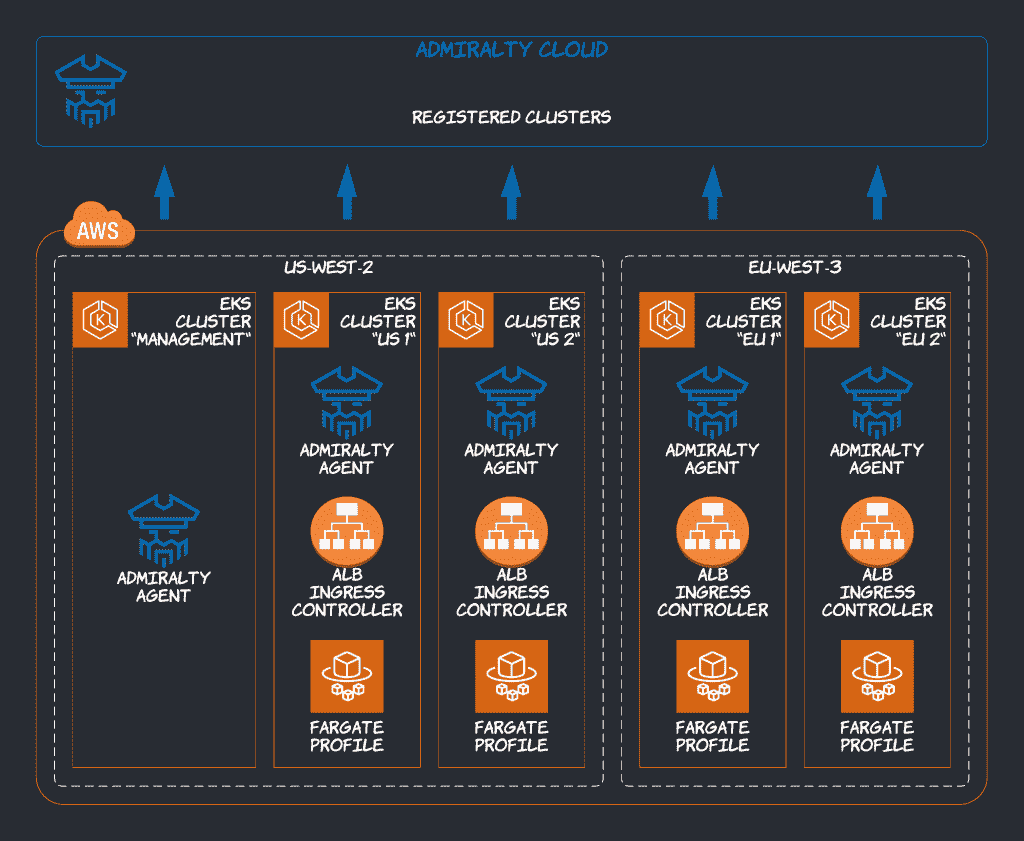 ADMIRALTY CLOUD
REGISTERED CLUSTERS
AWS
US-WEST-2
EKS
CLUSTER
"MANAGEMENT"
ADMIRALTY
AGENT
EKS
CLUSTER
"US 1"
ADMIRALTY
AGENT
ALB
INGRESS
CONTROLLER
FARGATE
PROFILE
EKS
CLUSTER
"US 2"
ADMIRALTY
AGENT
ALB
INGRESS
CONTROLLER
FARGATE
PROFILE
EU-WEST-3
EKS
CLUSTER
"EU 1"
ADMIRALTY
AGENT
ALB
INGRESS
CONTROLLER
FARGATE
PROFILE
EKS
CLUSTER
"EU 2"
ADMIRALTY
AGENT
ALB
INGRESS
CONTROLLER
FARGATE
PROFILE